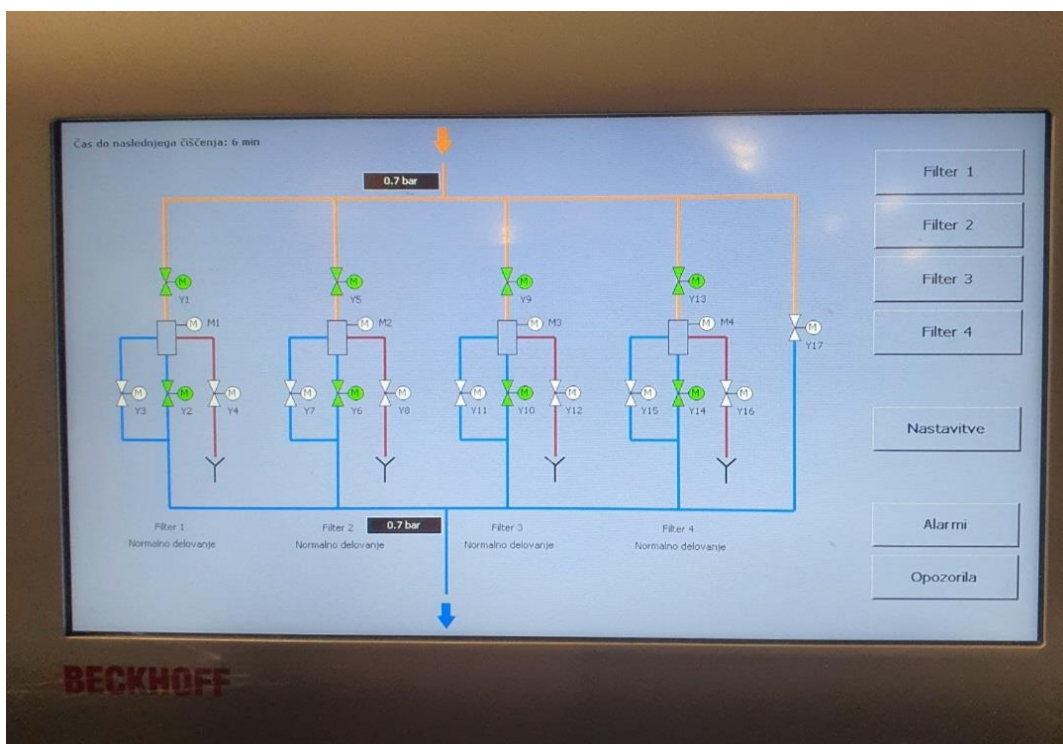 Čas do naslednjega čiščenja: 6 min
0.7 bar
Filter 1
Filter 2
Filter 3
Filter 4
M
Y1
M
Y5
M
Y9
M
Y13
M M1
M M2
M M3
M M4
M
Y17
M
Y3
M
Y2
M
Y4
M
Y7
M
Y6
M
Y8
M
Y11
M
Y10
M
Y12
M
Y15
M
Y14
M
Y16
Nastavitve
Filter 1
Normalno delovanje
Filter 2
Normalno delovanje
0.7 bar
Filter 3
Normalno delovanje
Filter 4
Normalno delovanje
Alarmi
Opozorila
BECKHOFF